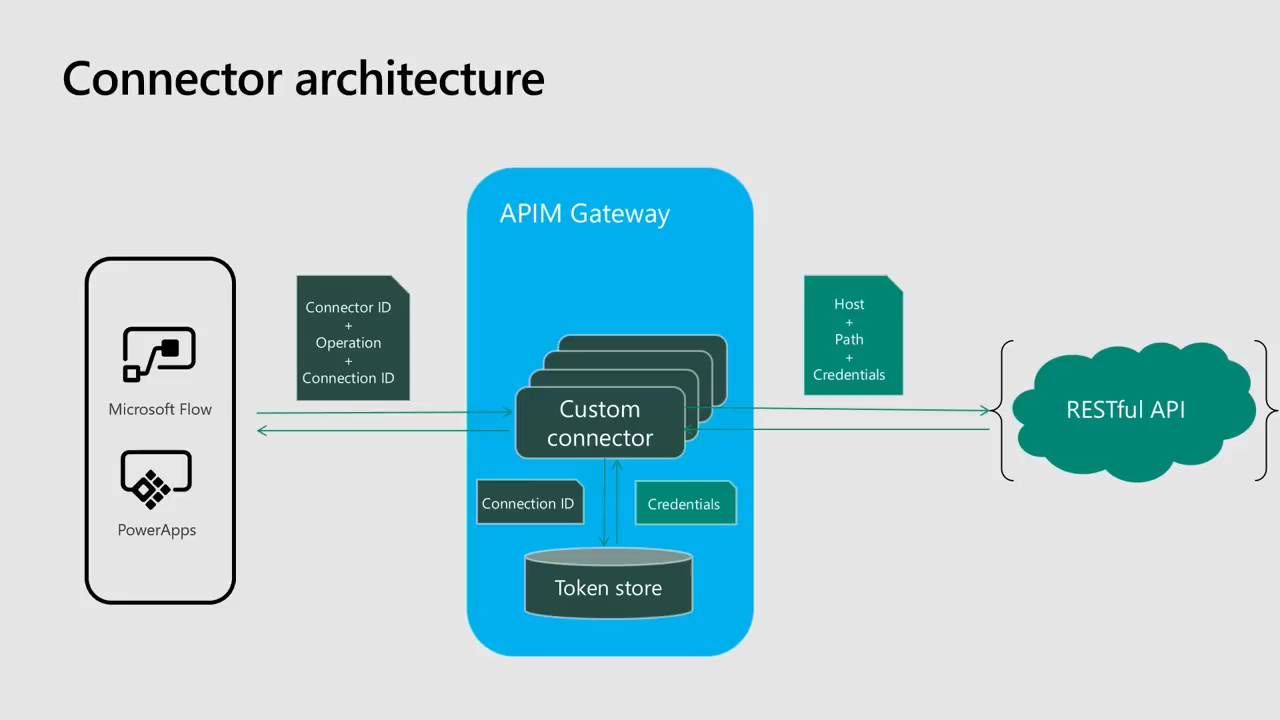 Connector architecture
APIM Gateway
Connector ID
+
Operation
+
Connection ID
Host
+
Path
+
Credentials
Microsoft Flow
PowerApps
Custom
connector
RESTful API
Connection ID
Credentials
Token store